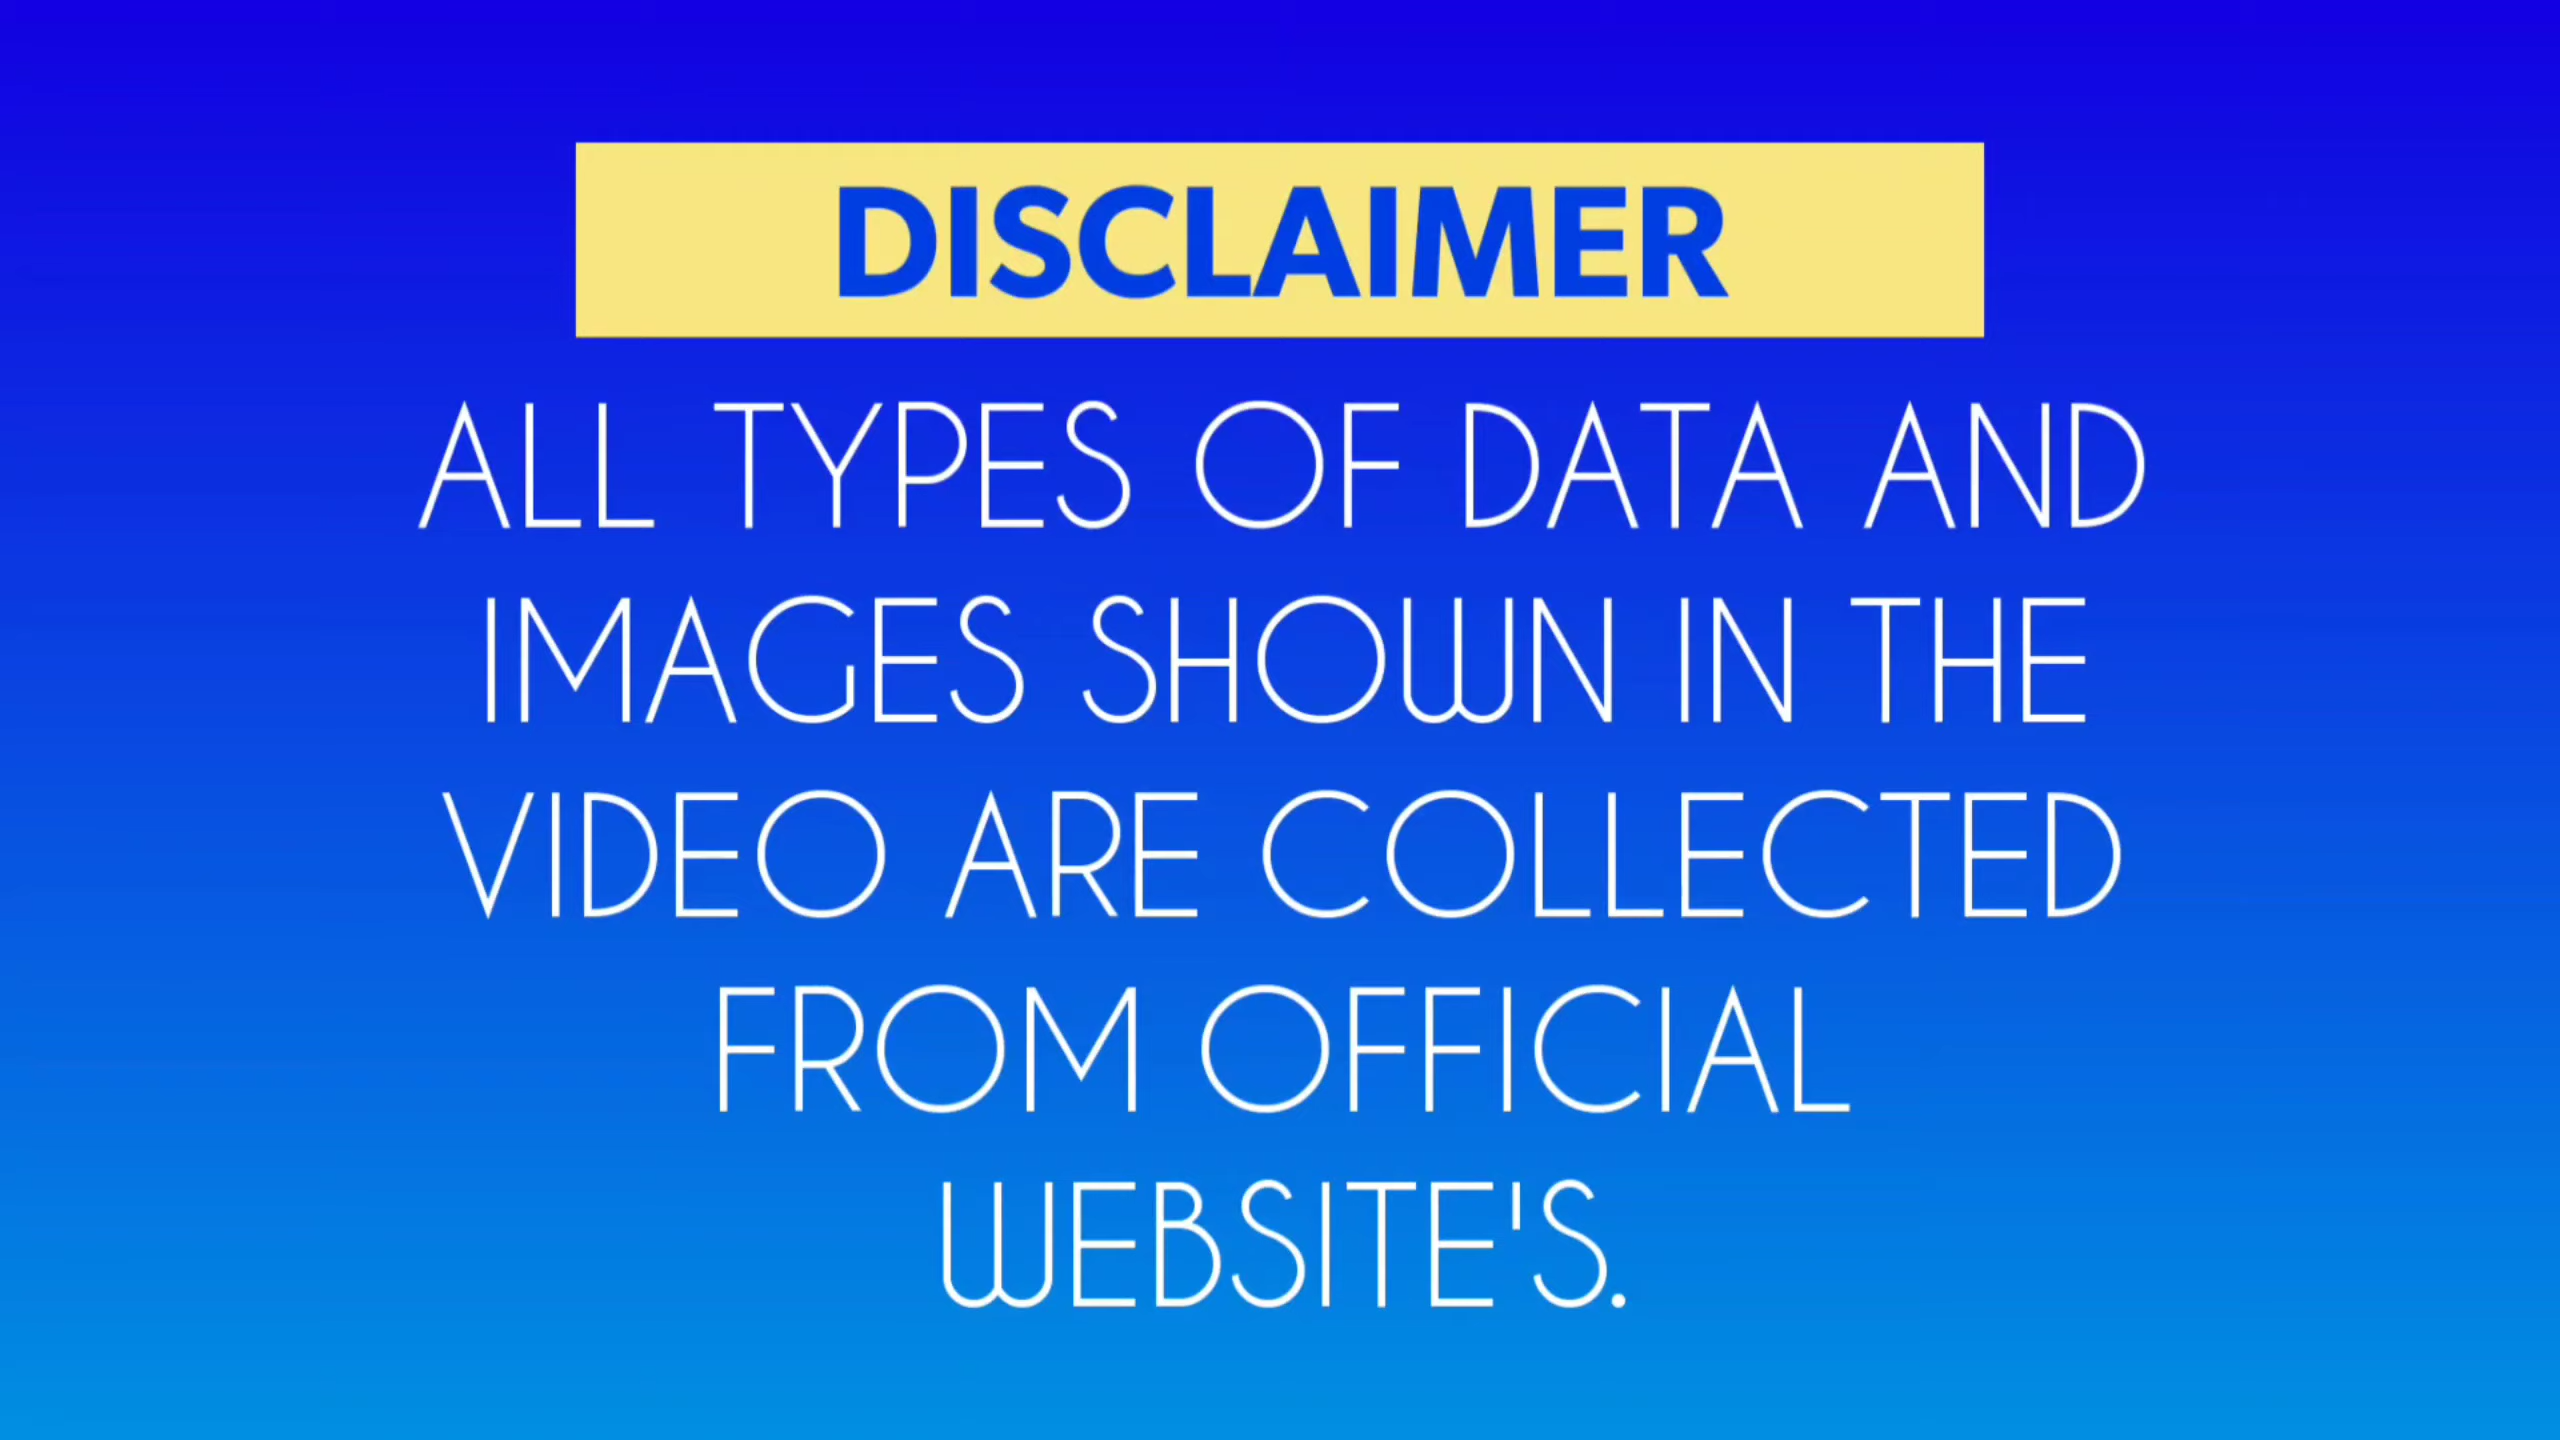 DISCLAIMER
ALL TYPES OF DATA AND
IMAGES SHOWN IN THE
VIDEO ARE COLLECTED
FROM OFFICIAL
WEBSITE'S.